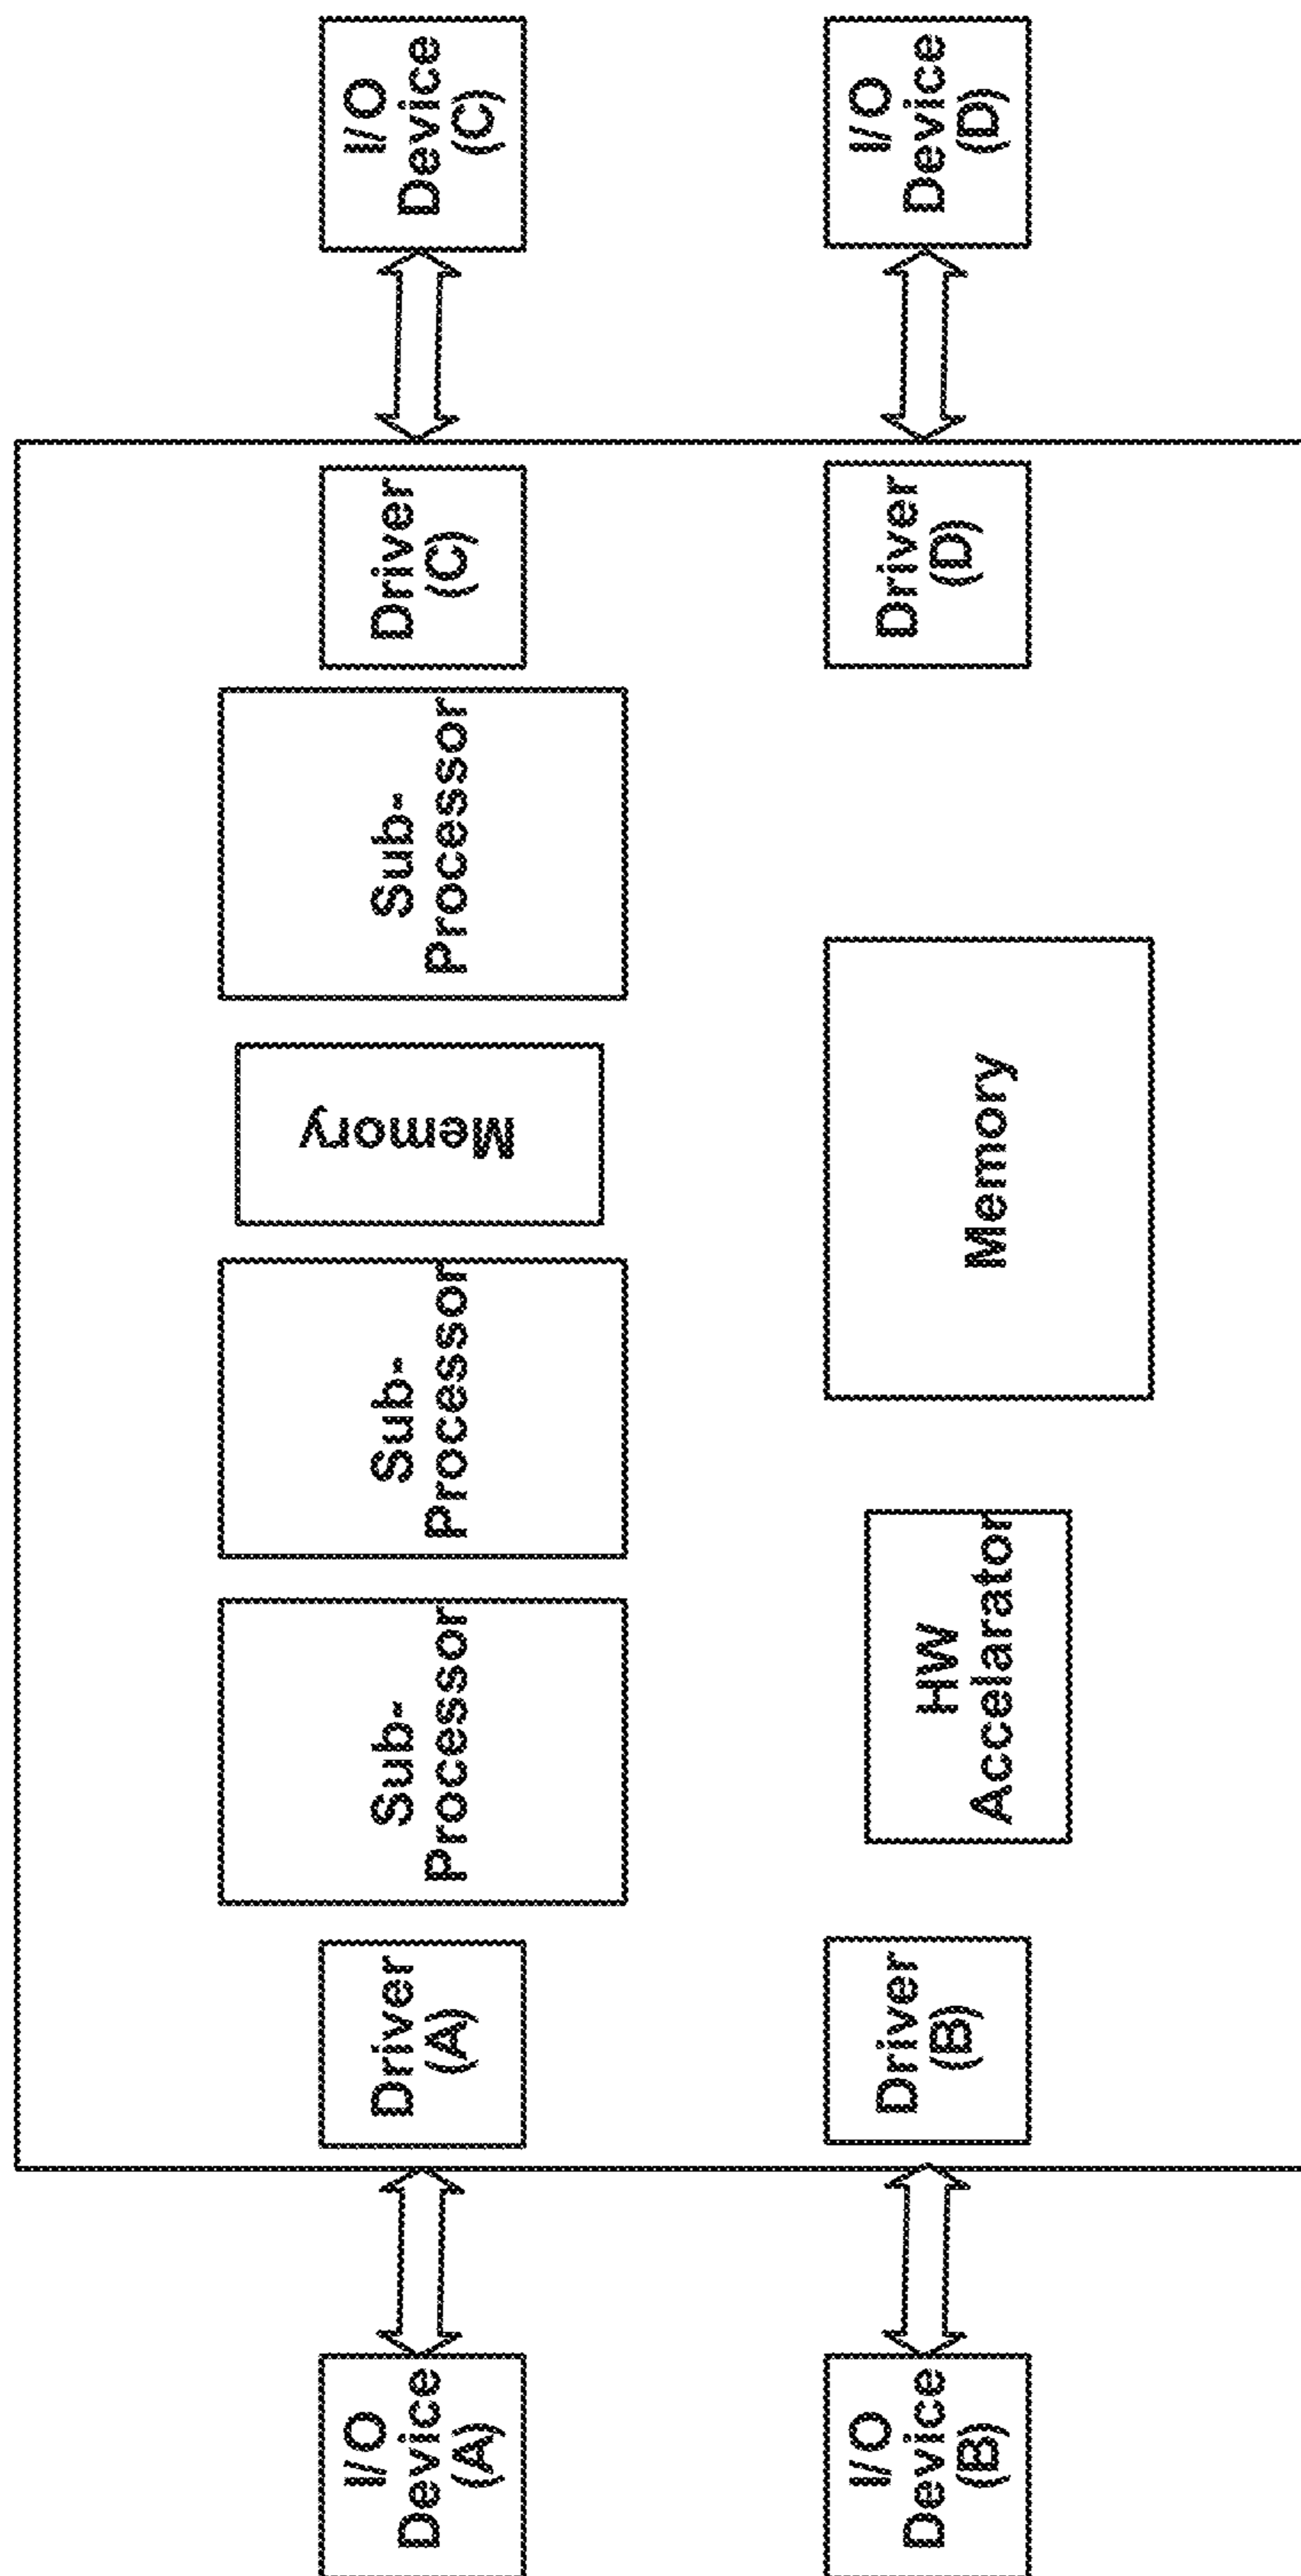 I/O
Device
(A)
Driver
(A)
Sub-
Processor
Sub-
Processor
Memory
Sub-
Processor
Driver
(C)
I/O
Device
(C)
I/O
Device
(B)
Driver
(B)
HW
Accelarator
Memory
Driver
(D)
I/O
Device
(D)